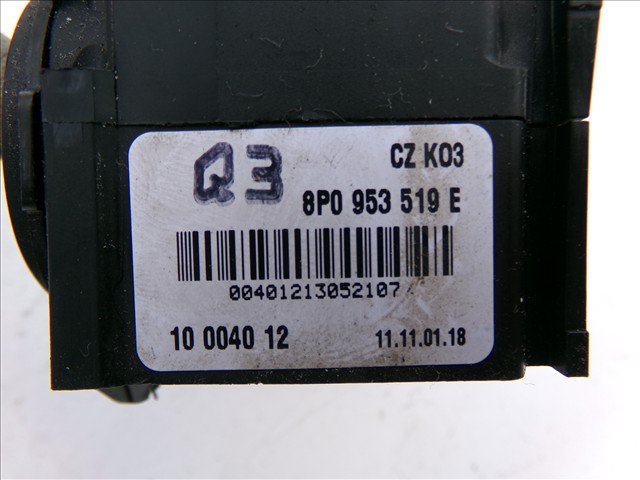 Q3
CZ K03
8P0 953 519 E
00401213052107
10 0040 12
11.11.01.18